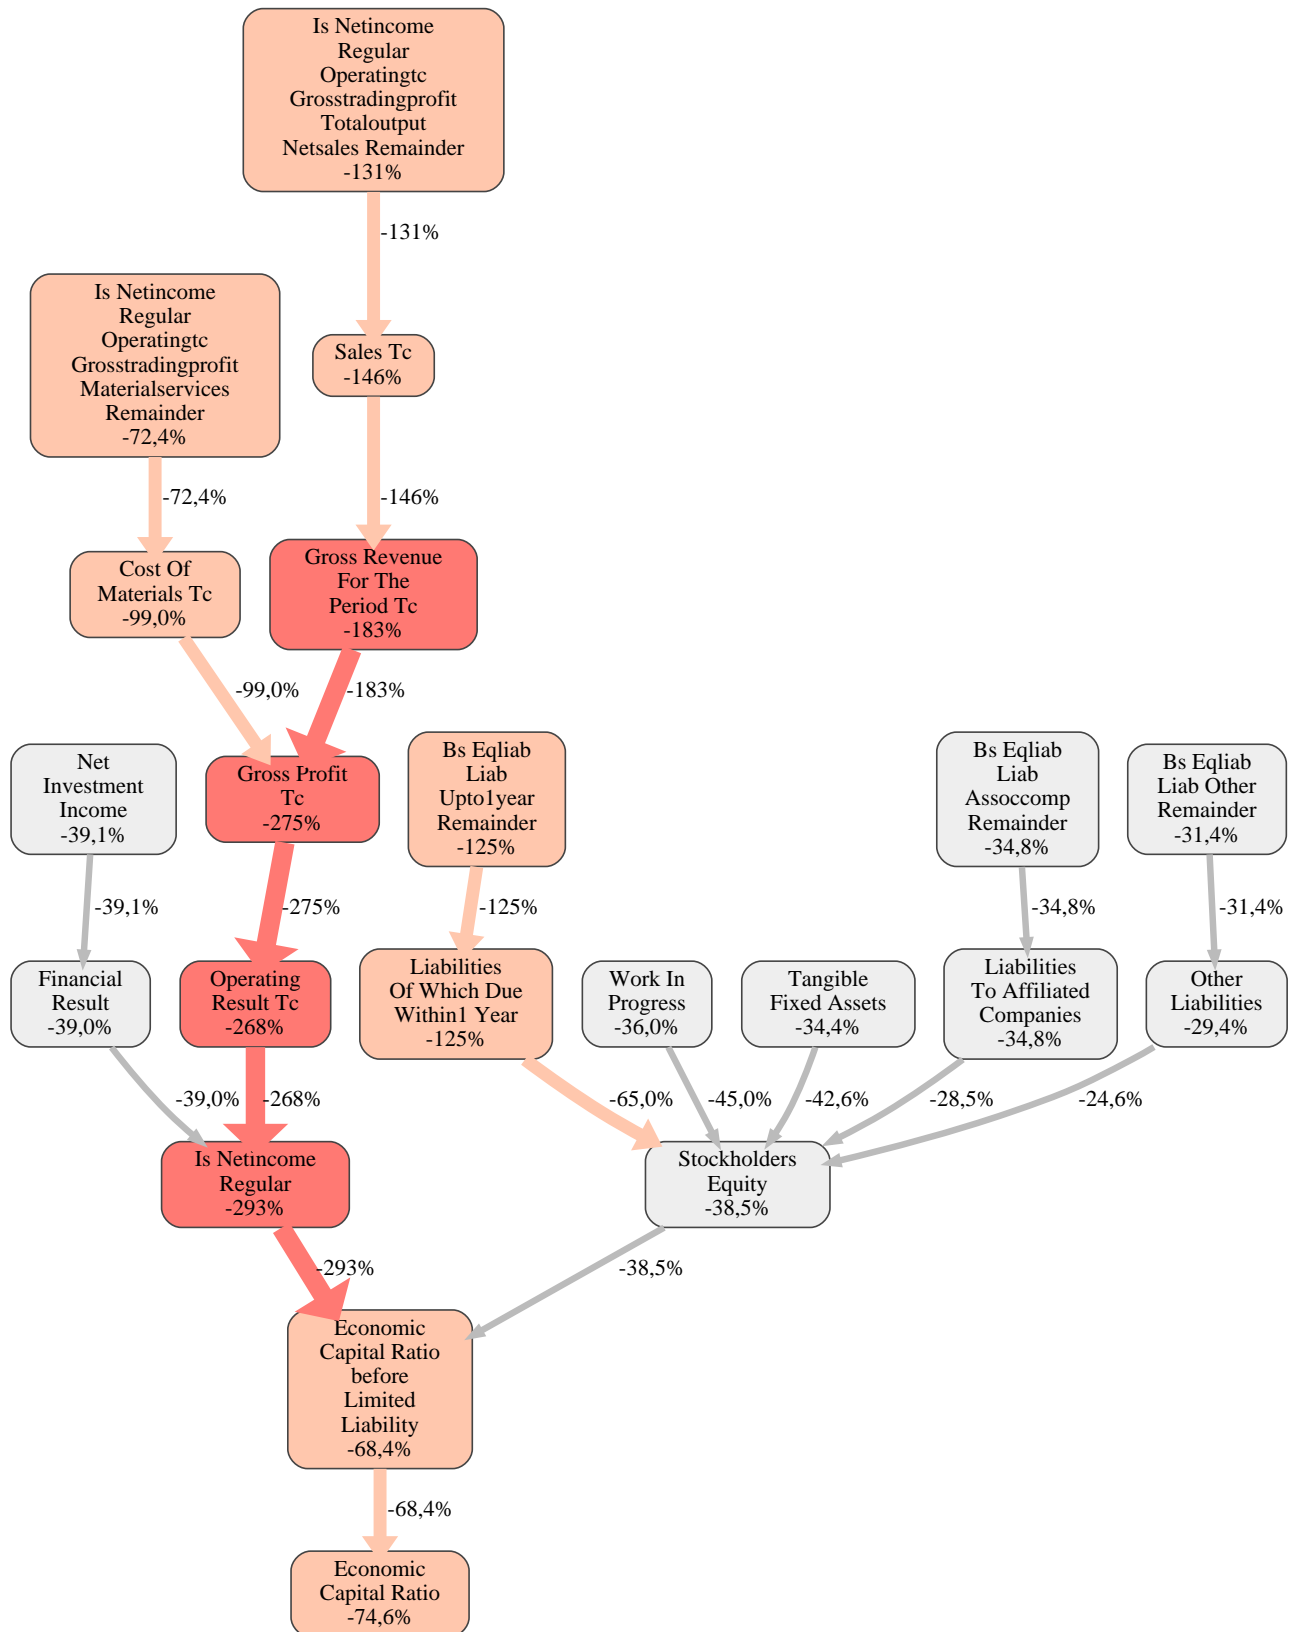 Is Netincome
Regular
Operatingtc
Grosstradingprofit
Totaloutput
Netsales Remainder
-131%
-131%
Is Netincome
Regular
Operatingtc
Grosstradingprofit
Materialservices
Remainder
-72,4%
Sales Tc
-146%
-72,4%
-146%
Cost Of
Materials Tc
-99,0%
Gross Revenue
For The
Period Tc
-183%
-99,0%
-183%
Net
Investment
Income
-39,1%
Gross Profit
Tc
-275%
Bs Eqliab
Liab
Upto1year
Remainder
-125%
Bs Eqliab
Liab
Assoccomp
Remainder
-34,8%
Bs Eqliab
Liab Other
Remainder
-31,4%
-39,1%
-275%
-125%
-34,8%
-31,4%
Financial
Result
-39,0%
Operating
Result Tc
-268%
Liabilities
Of Which Due
Within1 Year
-125%
Work In
Progress
-36,0%
Tangible
Fixed Assets
-34,4%
Liabilities
To Affiliated
Companies
-34,8%
Other
Liabilities
-29,4%
-39,0%
-268%
-65,0%
-45,0%
-42,6%
-28,5%
-24,6%
Is Netincome
Regular
-293%
Stockholders
Equity
-38,5%
-293%
-38,5%
Economic
Capital Ratio
before
Limited
Liability
-68,4%
-68,4%
Economic
Capital Ratio
-74,6%